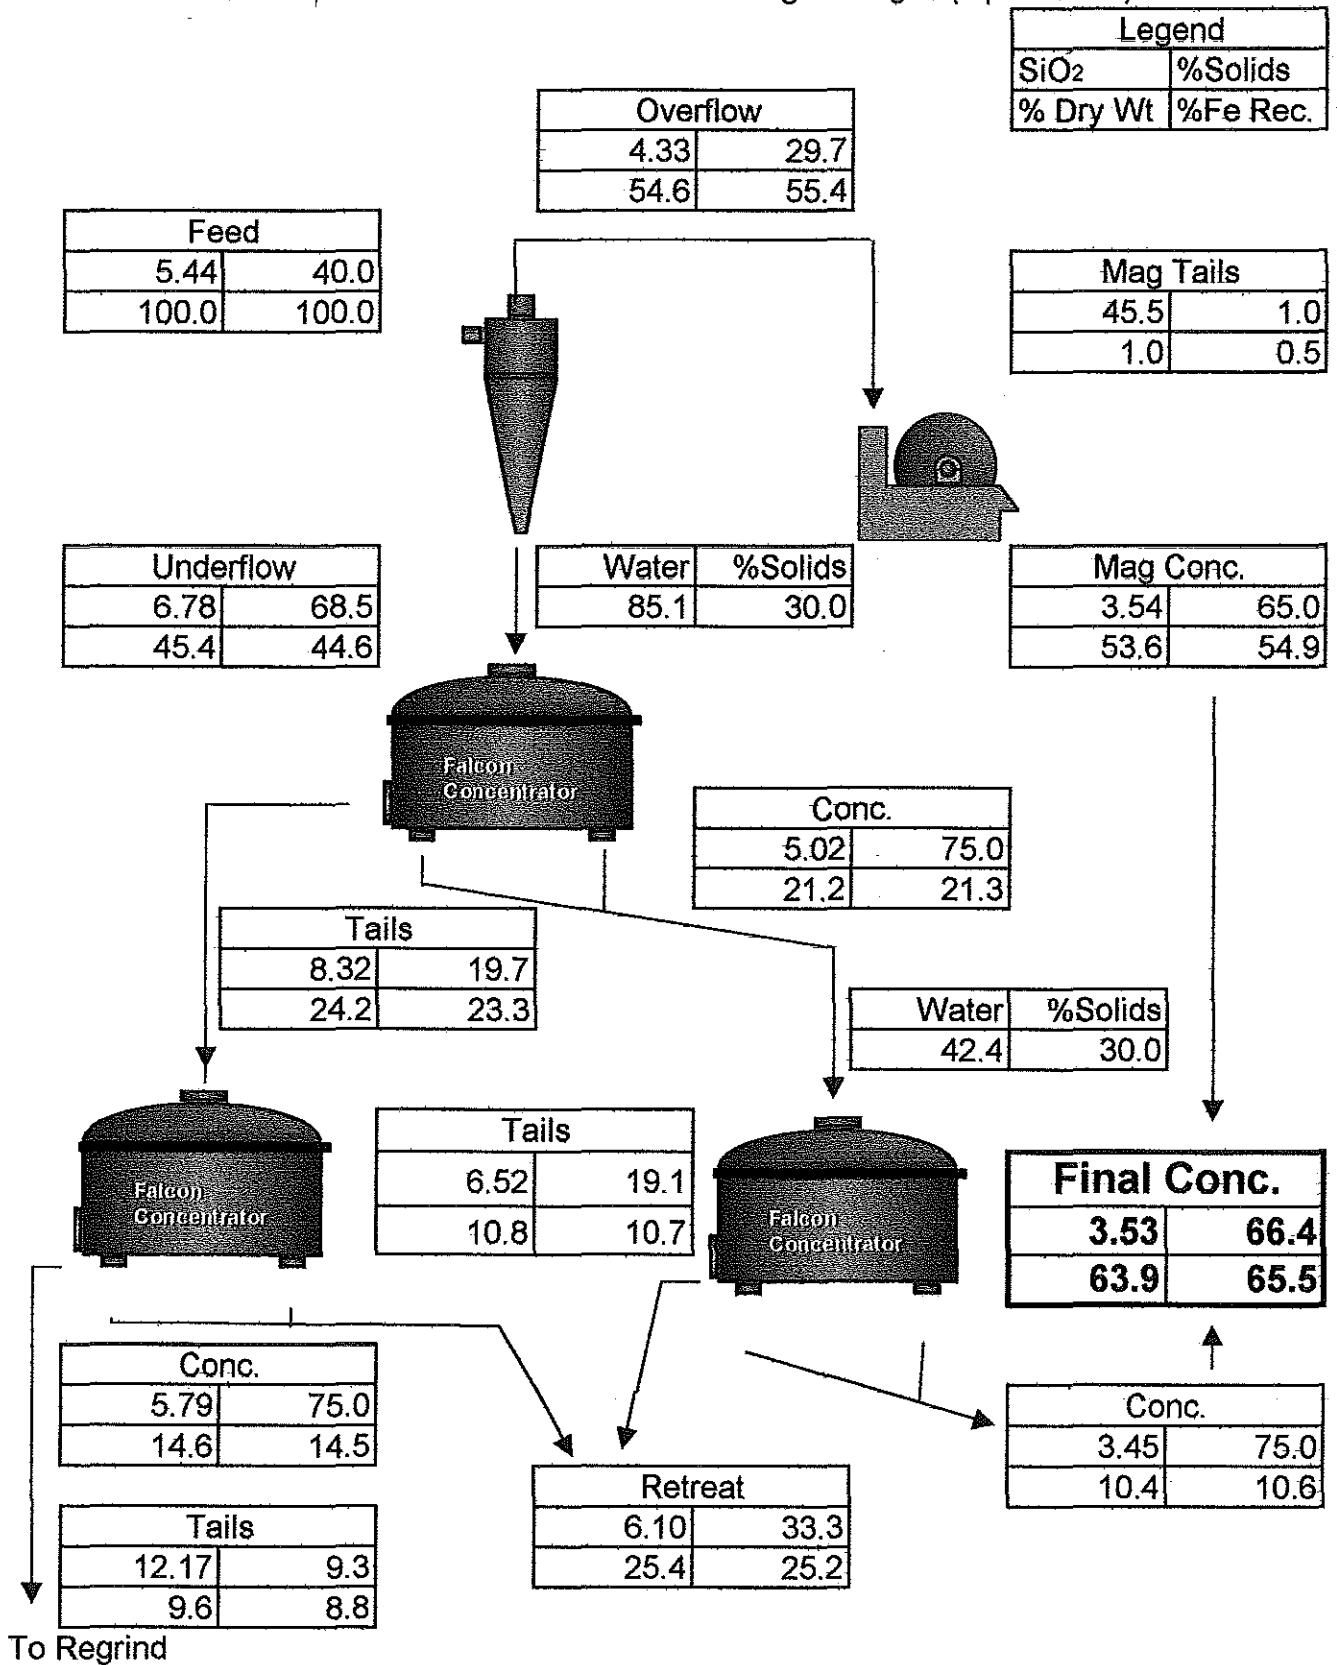 Legend
SiO2 %Solids
% Dry Wt %Fe Rec.
Overflow
4.33 29.7
54.6 55.4
Feed
5.44 40.0
100.0 100.0
Mag Tails
45.5 1.0
1.0 0.5
Underflow
6.78 68.5
45.4 44.6
Water %Solids
85.1 30.0
Mag Conc.
3.54 65.0
53.6 54.9
Falcon
Concentrator
Conc.
5.02 75.0
21.2 21.3
Tails
8.32 19.7
24.2 23.3
Water %Solids
42.4 30.0
Falcon
Concentrator
Tails
6.52 19.1
10.8 10.7
Falcon
Concentrator
Final Conc.
3.53 66.4
63.9 65.5
Conc.
5.79 75.0
14.6 14.5
Conc.
3.45 75.0
10.4 10.6
Retreat
6.10 33.3
25.4 25.2
Tails
12.17 9.3
9.6 8.8
To Regrind